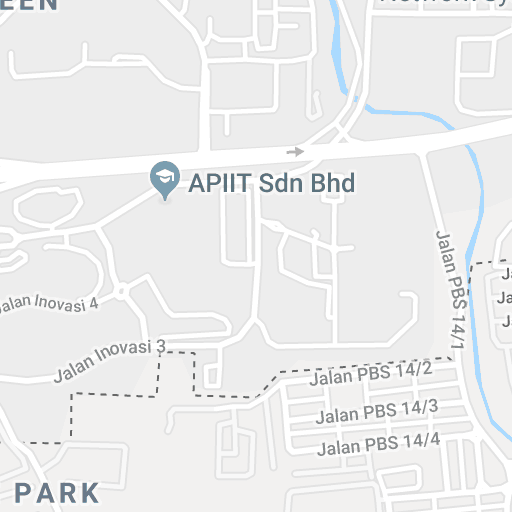 EEN
APIIT Sdn Bhd
Jalan PBS 14/1
Jalan Inovasi 4
Jalan Inovasi 3
Jalan PBS 14/2
Jalan PBS 14/3
Jalan PBS 14/4
PARK